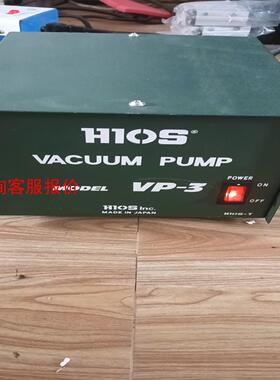 HIOS®
VACUUM PUMP
询客服报价
MODEL VP-3
POWER
ON
OFF
HIOS Inc.
MADE IN JAPAN